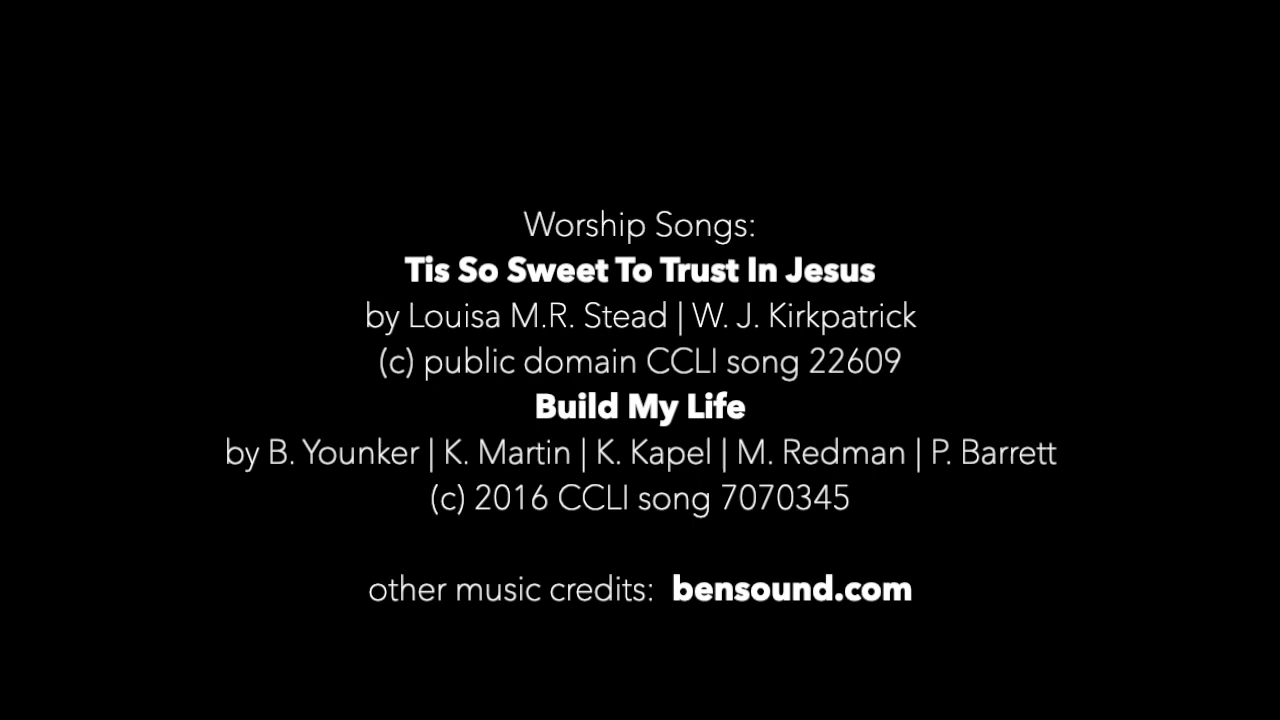 Worship Songs:
Tis So Sweet To Trust In Jesus
by Louisa M.R. Stead | W. J. Kirkpatrick
(c) public domain CCLI song 22609
Build My Life
by B. Younker | K. Martin | K. Kapel | M. Redman | P. Barrett
(c) 2016 CCLI song 7070345
other music credits: bensound.com